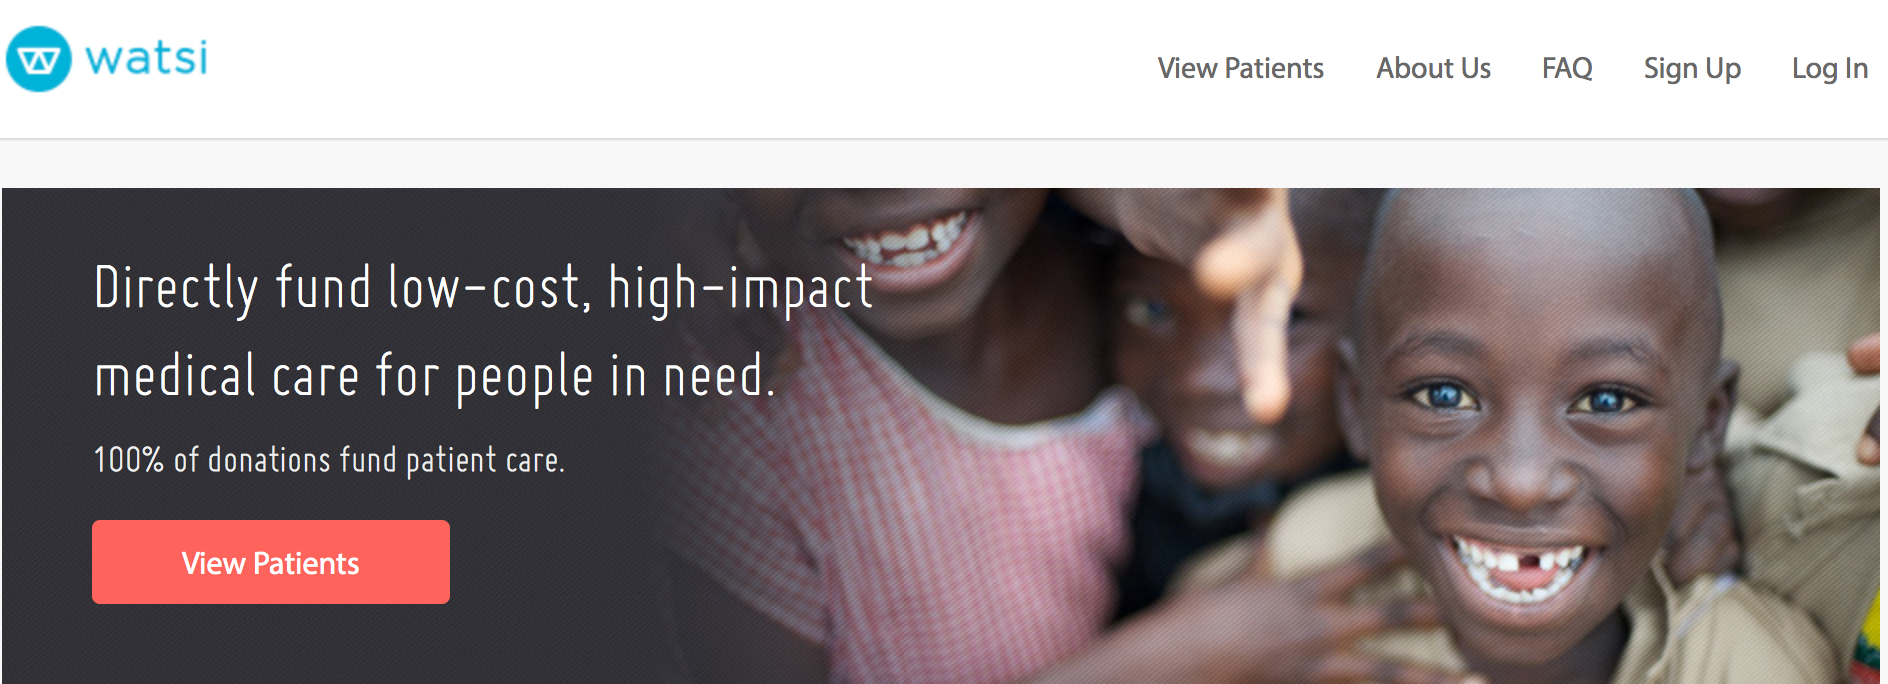 watsi
View Patients About Us FAQ Sign Up Log In
Directly fund low-cost, high-impact
medical care for people in need.
100% of donations fund patient care.
View Patients